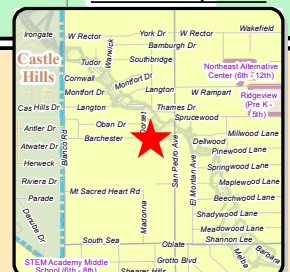 Irongate
W Rector
York Dr
W Rector
Wakefield
Bamburgh Dr
Warwick
Tudor
Southbridge
Castle
Hills
Northeast Alternative
Center (6th - 12th)
Cornwall
Montfort Dr
Montfort Dr
Langton
W Rampart
Ridgeview
(Pre K -
5th)
Cas Hills Dr
Langton
Thames Dr
Sprucewood
Antler Dr
Oban Dr
Dorset
Millwood Lane
Blanco Rd
Barchester
San Pedro Ave
Dellwood
Atwater Dr
Pinewood Lane
Herweck
Springwood Lane
Riviera Dr
El Montan Ave
Maplewood Lane
Mt Sacred Heart Rd
Parade
Beechwood Lane
Madonna
Danube Dr
Shadywood Lane
Meadowood Lane
South Sea
Oblate
Shannon Lee
Barbara
Melba
STEM Academy Middle
School (6th - 8th)
Grotto Blvd
Shearer Hills